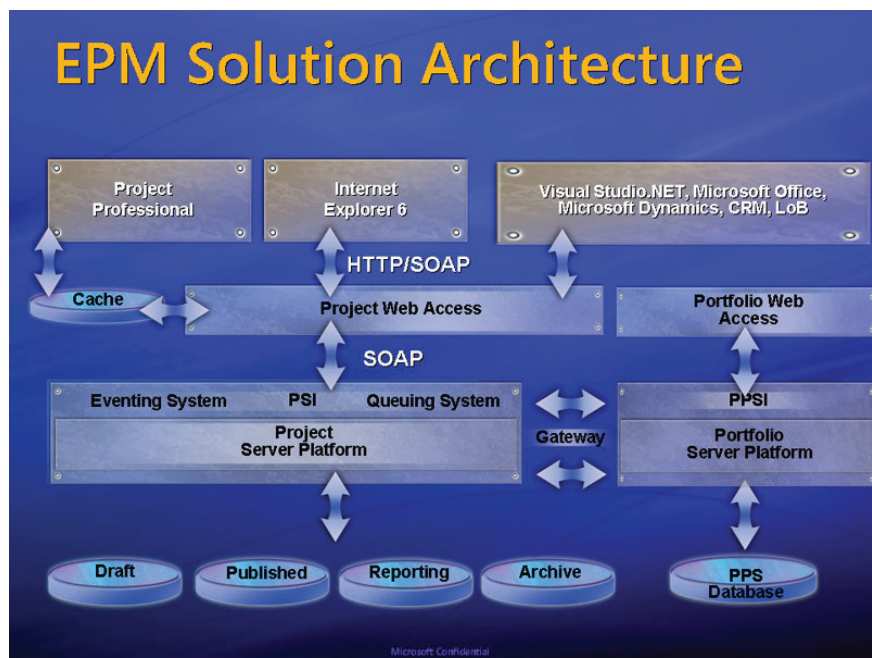 EPM Solution Architecture
Project
Professional
Internet
Explorer 6
Visual Studio.NET, Microsoft Office,
Microsoft Dynamics, CRM, LoB
HTTP/SOAP
Cache
Project Web Access
Portfolio Web
Access
SOAP
Eventing System
PSI
Queuing System
PPSI
Project
Server Platform
Gateway
Portfolio
Server Platform
Draft
Published
Reporting
Archive
PPS
Database
Microsoft Confidential